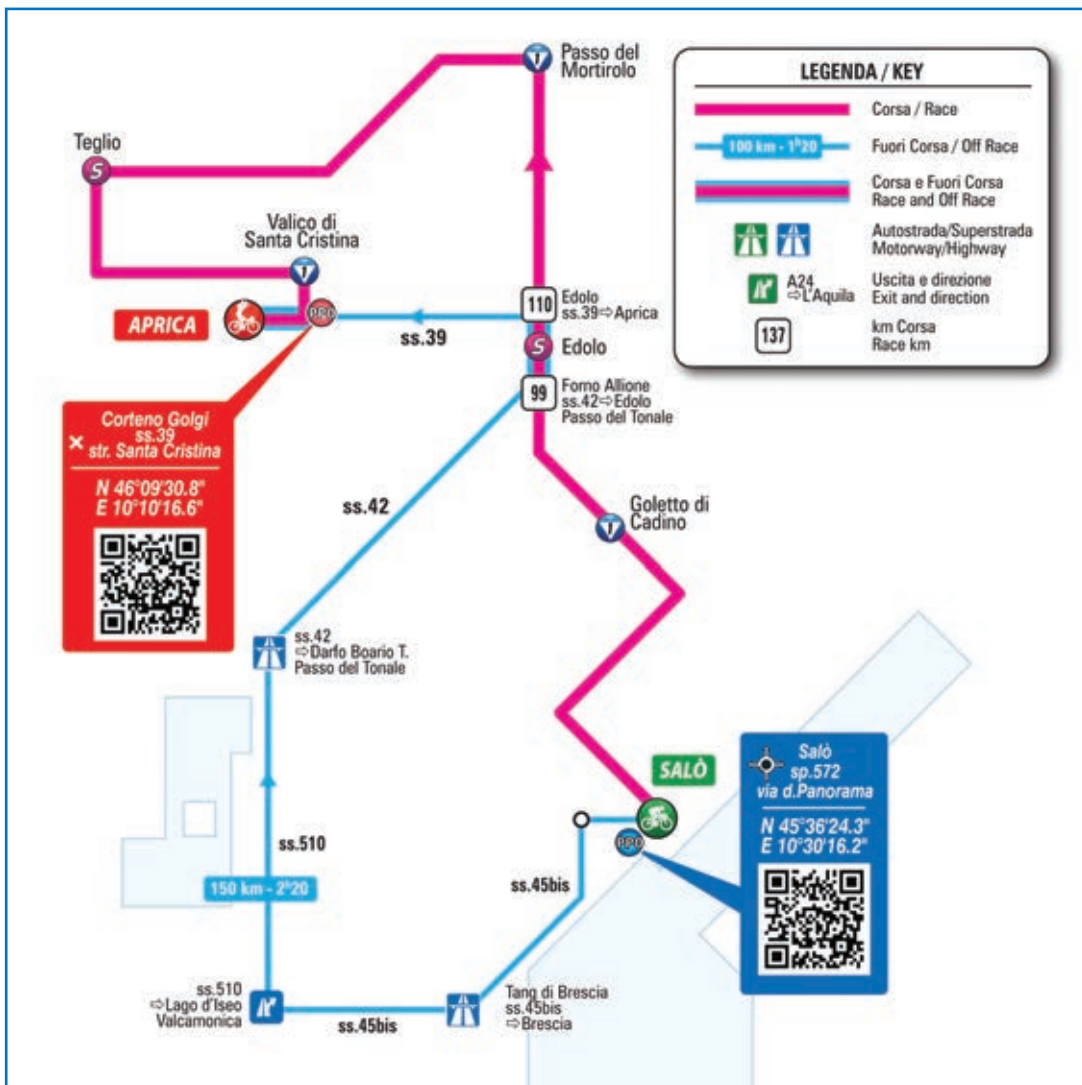 Passo del
Mortirolo
Teglio
S
Valico di
Santa Cristina
APRICA
PPO
ss.39
110
Edolo
ss.39⇨Aprica
S
Edolo
99
Forno Allione
ss.42⇨Edolo
Passo del Tonale
Corteno Golgi
ss.39
str. Santa Cristina
N 46°09'30.8"
E 10°10'16.6"
ss.42
Goletto di
Cadino
ss.42
⇨Darfo Boario T.
Passo del Tonale
SALÒ
PPO
Salò
sp.572
via d.Panorama
N 45°36'24.3"
E 10°30'16.2"
ss.510
150 km - 2h20
ss.45bis
ss.510
⇨Lago d'Iseo
Valcamonica
ss.45bis
Tang di Brescia
ss.45bis
⇨Brescia
LEGENDA / KEY
Corsa / Race
100 km - 1h20
Fuori Corsa / Off Race
Corsa e Fuori Corsa
Race and Off Race
Autostrada/Superstrada
Motorway/Highway
A24
⇨L'Aquila
Uscita e direzione
Exit and direction
137
km Corsa
Race km